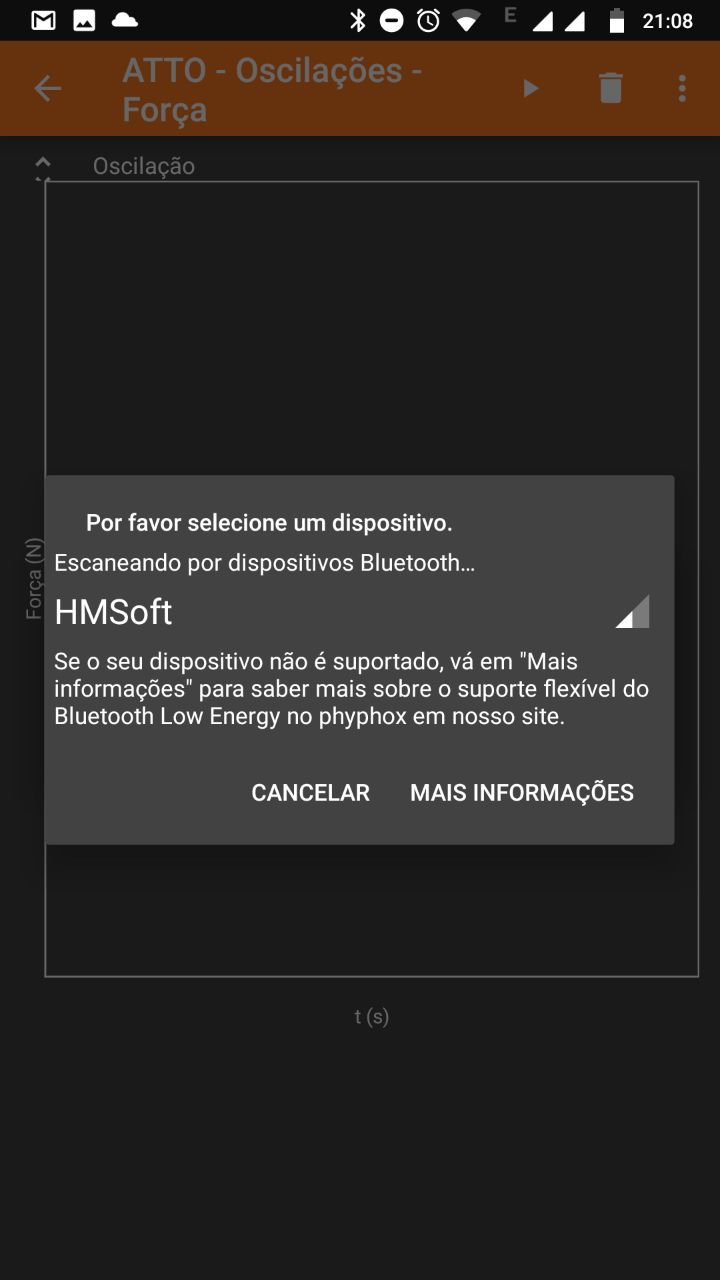 E
21:08
ATTO - Oscilações -
Força
Oscilação
Força (N)
Por favor selecione um dispositivo.
Escaneando por dispositivos Bluetooth…
HMSoft
Se o seu dispositivo não é suportado, vá em "Mais
informações" para saber mais sobre o suporte flexível do
Bluetooth Low Energy no phyphox em nosso site.
CANCELAR
MAIS INFORMAÇÕES
t (s)